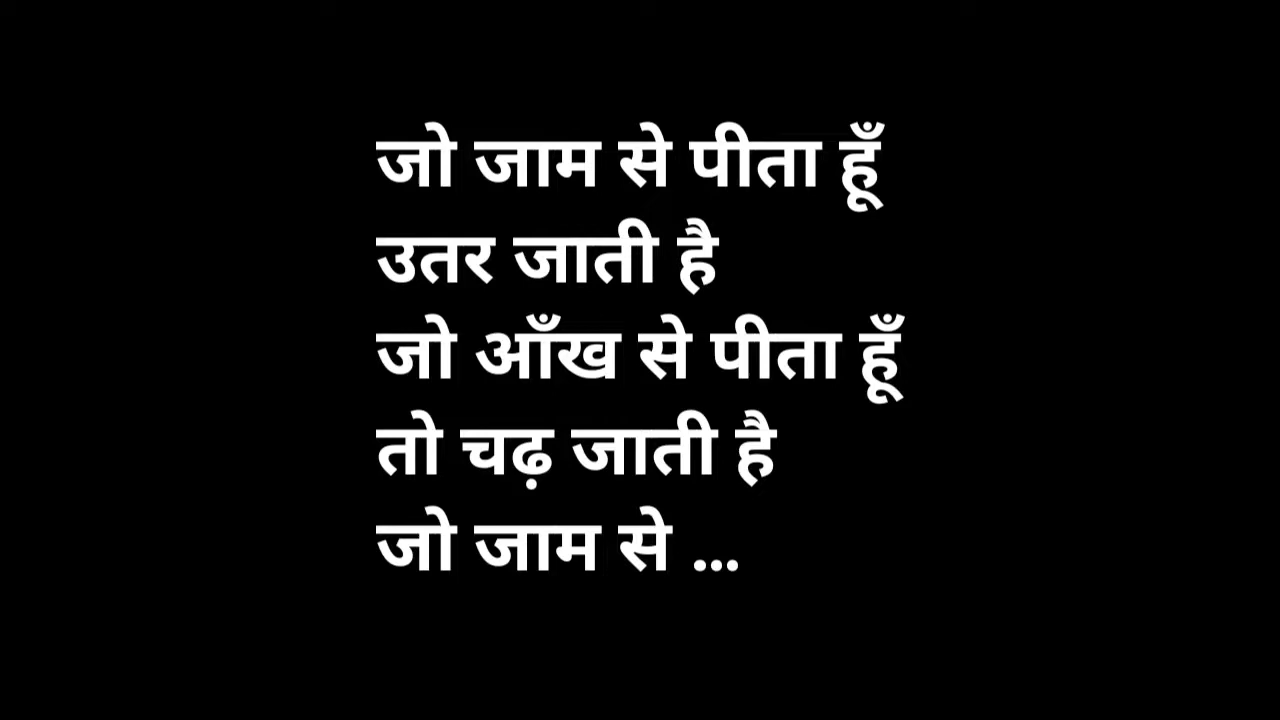 जो जाम से पीता हूँ
उतर जाती है
जो आँख से पीता हूँ
तो चढ़ जाती है
जो जाम से ...